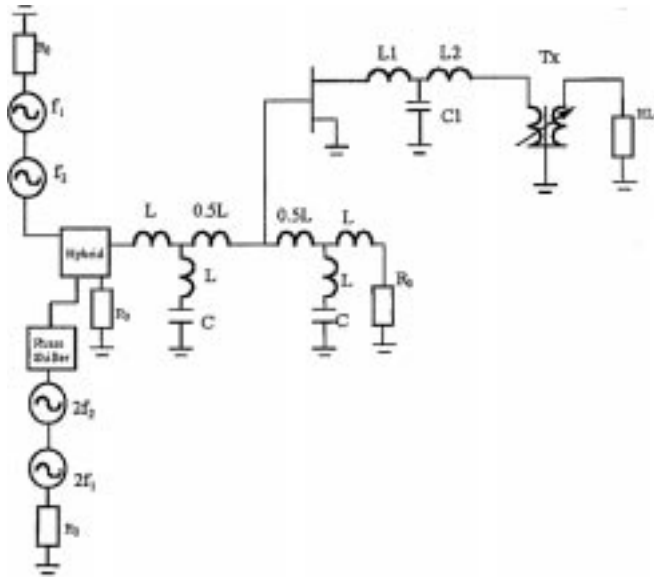 R₀
f₁
f₂
L1
L2
C1
Tx
RL
Hybrid
L
0.5L
0.5L
L
L
C
L
C
R₀
R₀
Phase
Shifter
2f₂
2f₁
R₀